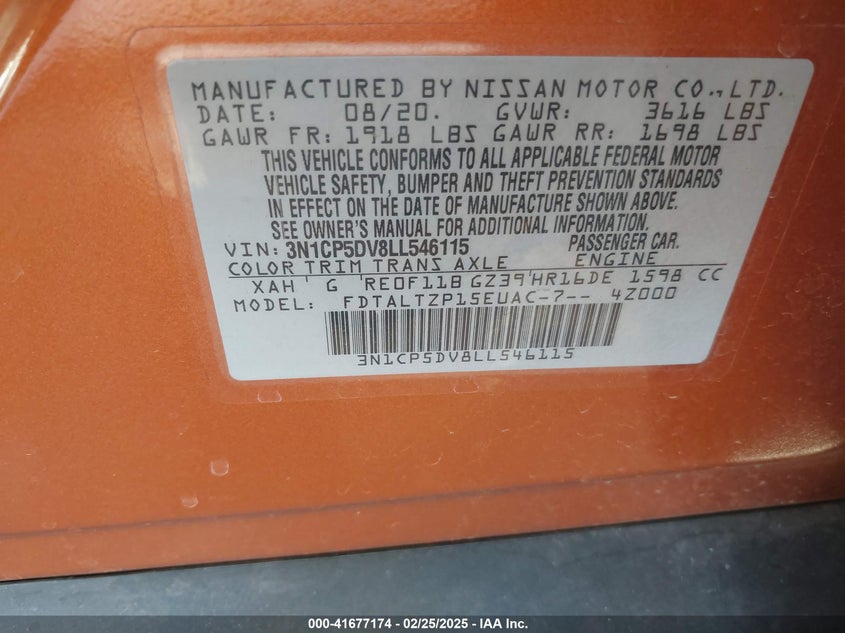 MANUFACTURED BY NISSAN MOTOR CO.,LTD.
DATE: 08/20. GVWR: 3616 LBS
GAWR FR: 1918 LBS GAWR RR: 1698 LBS
THIS VEHICLE CONFORMS TO ALL APPLICABLE FEDERAL MOTOR
VEHICLE SAFETY, BUMPER AND THEFT PREVENTION STANDARDS
IN EFFECT ON THE DATE OF MANUFACTURE SHOWN ABOVE.
SEE OWNER'S MANUAL FOR ADDITIONAL INFORMATION.
VIN: 3N1CP5DV8LL546115 PASSENGER CAR.
COLOR TRIM TRANS AXLE ENGINE
XAH ' G ' RE0F11B GZ39'HR16DE 1598 CC
MODEL: FDTALTZP15EUAC-7-- 4Z000
3N1CP5DV8LL546115
000-41677174 - 02/25/2025 - IAA Inc.